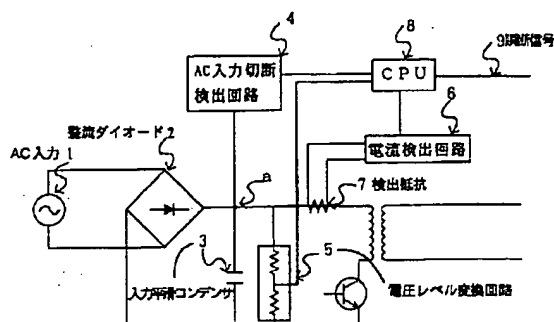 4
8
9 切断信号
AC入力切断
検出回路
CPU
6
整流ダイオード2
電流検出回路
AC入力 1
a
7 検出抵抗
3
5
入力平滑コンデンサ
電圧レベル変換回路